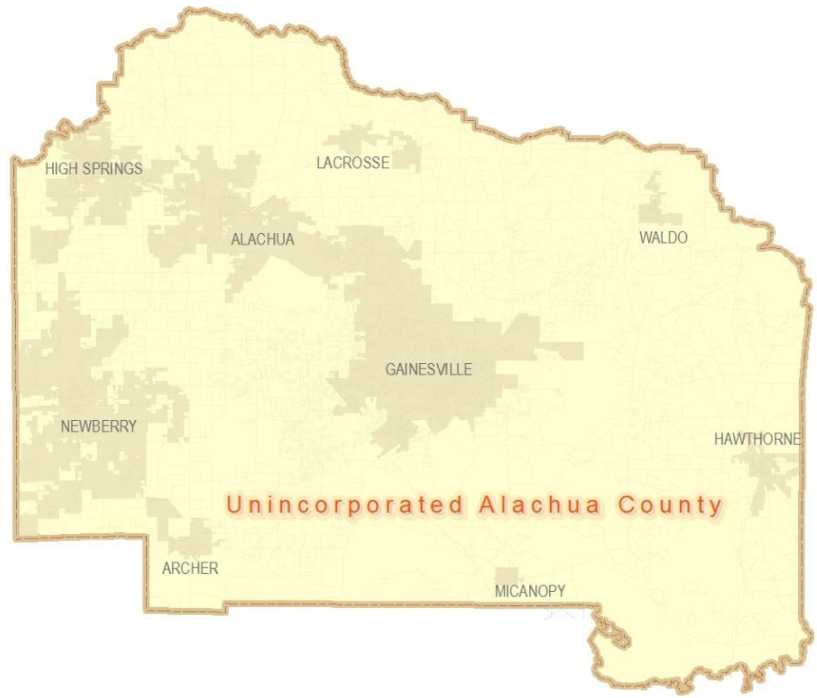 LACROSSE
HIGH SPRINGS
ALACHUA
WALDO
GAINESVILLE
NEWBERRY
HAWTHORNE
Unincorporated Alachua County
ARCHER
MICANOPY